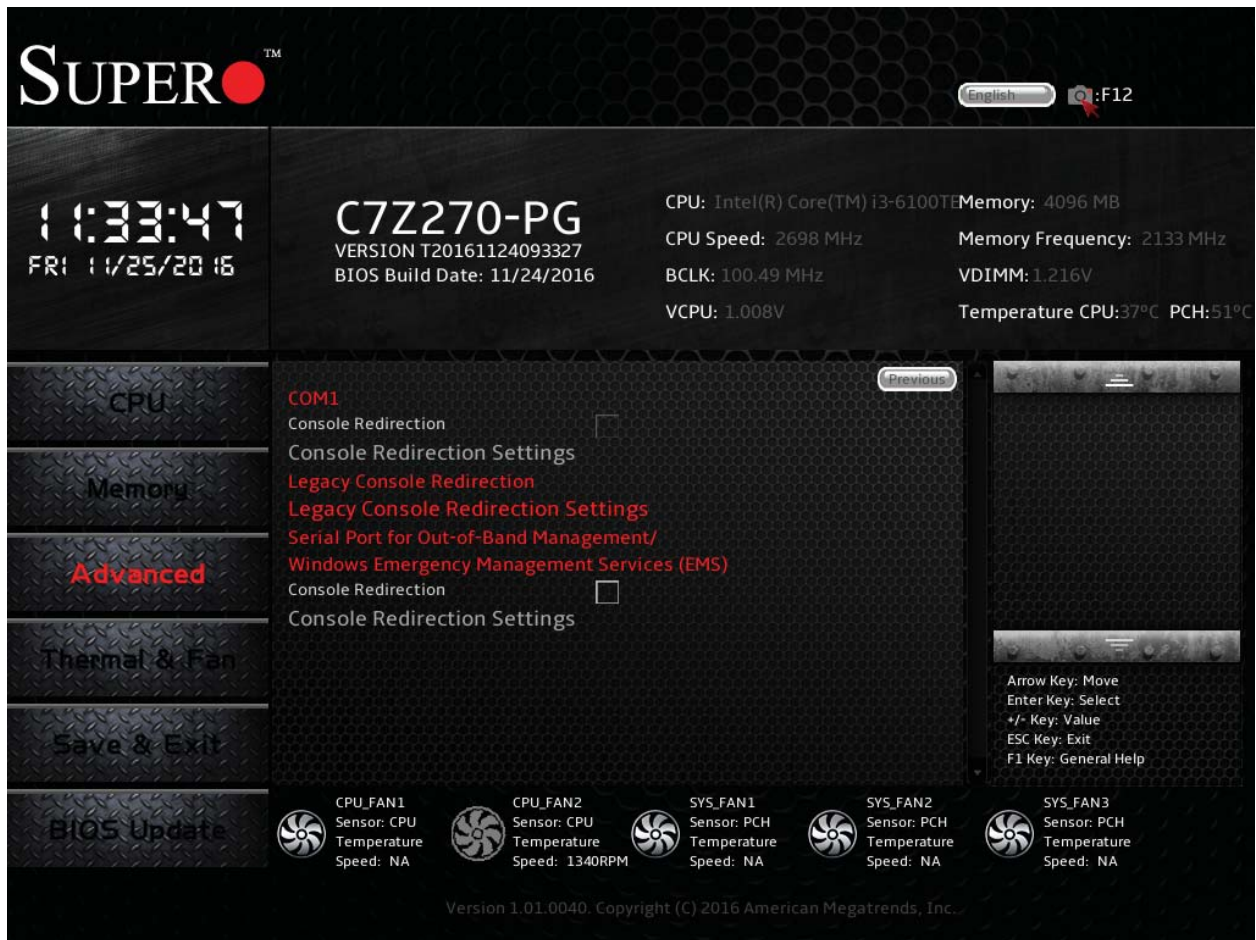 SUPER
TM
English :F12
11:33:47
FRI 11/25/2016
C7Z270-PG
VERSION T20161124093327
BIOS Build Date: 11/24/2016
CPU: Intel(R) Core(TM) i3-6100TE
CPU Speed: 2698 MHz
BCLK: 100.49 MHz
VCPU: 1.008V
Memory: 4096 MB
Memory Frequency: 2133 MHz
VDIMM: 1.216V
Temperature CPU:37°C PCH:51°C
CPU
Memory
Advanced
Thermal & Fan
Save & Exit
BIOS Update
Previous
COM1
Console Redirection
Console Redirection Settings
Legacy Console Redirection
Legacy Console Redirection Settings
Serial Port for Out-of-Band Management/
Windows Emergency Management Services (EMS)
Console Redirection
Console Redirection Settings
Arrow Key: Move
Enter Key: Select
+/- Key: Value
ESC Key: Exit
F1 Key: General Help
CPU_FAN1
Sensor: CPU
Temperature
Speed: NA
CPU_FAN2
Sensor: CPU
Temperature
Speed: 1340RPM
SYS_FAN1
Sensor: PCH
Temperature
Speed: NA
SYS_FAN2
Sensor: PCH
Temperature
Speed: NA
SYS_FAN3
Sensor: PCH
Temperature
Speed: NA
Version 1.01.0040. Copyright (C) 2016 American Megatrends, Inc.